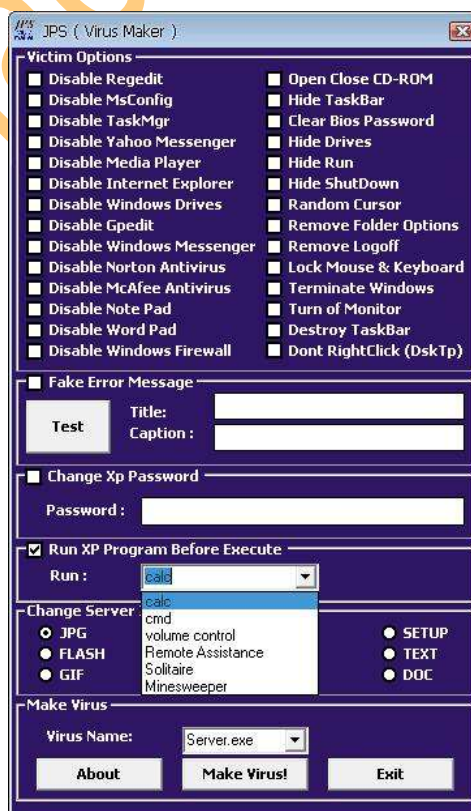 JPS ( Virus Maker )
Victim Options
Disable Regedit
Disable MsConfig
Disable TaskMgr
Disable Yahoo Messenger
Disable Media Player
Disable Internet Explorer
Disable Windows Drives
Disable Gpedit
Disable Windows Messenger
Disable Norton Antivirus
Disable McAfee Antivirus
Disable Note Pad
Disable Word Pad
Disable Windows Firewall
Open Close CD-ROM
Hide TaskBar
Clear Bios Password
Hide Drives
Hide Run
Hide ShutDown
Random Cursor
Remove Folder Options
Remove Logoff
Lock Mouse & Keyboard
Terminate Windows
Turn of Monitor
Destroy TaskBar
Dont RightClick (DskTp)
Fake Error Message
Test
Title:
Caption :
Change Xp Password
Password :
Run XP Program Before Execute
Run :
calc
calc
cmd
volume control
Remote Assistance
Solitaire
Minesweeper
Change Server
JPG
FLASH
GIF
SETUP
TEXT
DOC
Make Virus
Virus Name:
Server.exe
About
Make Virus!
Exit